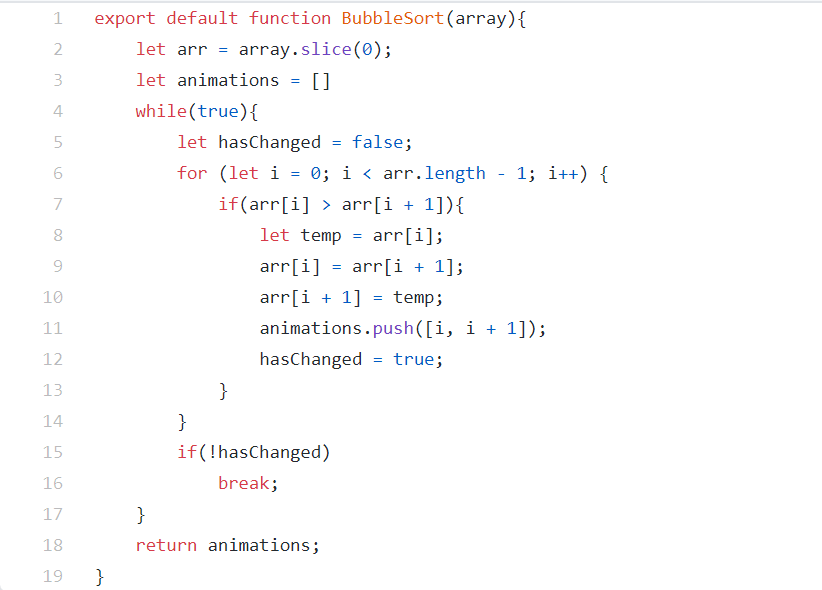 1 export default function BubbleSort(array){
2     let arr = array.slice(0);
3     let animations = []
4     while(true){
5         let hasChanged = false;
6         for (let i = 0; i < arr.length - 1; i++) {
7             if(arr[i] > arr[i + 1]){
8                 let temp = arr[i];
9                 arr[i] = arr[i + 1];
10                 arr[i + 1] = temp;
11                 animations.push([i, i + 1]);
12                 hasChanged = true;
13             }
14         }
15         if(!hasChanged)
16             break;
17     }
18     return animations;
19 }